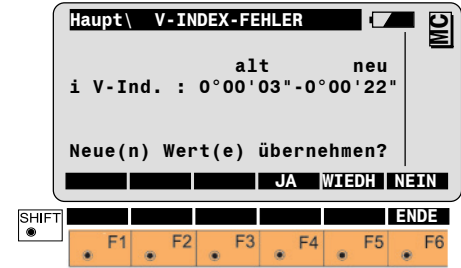 Haupt\ V-INDEX-FEHLER
MC
alt neu
i V-Ind. : 0°00'03"-0°00'22"
Neue(n) Wert(e) übernehmen?
JA WIEDH NEIN
SHIFT ENDE
F1 F2 F3 F4 F5 F6